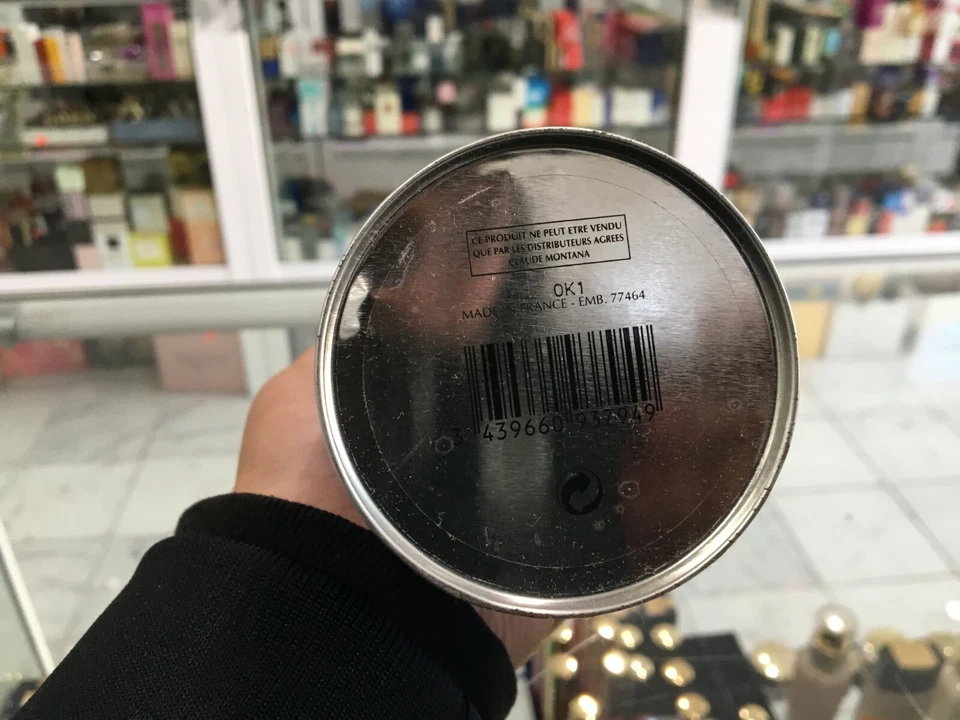 CE PRODUIT NE PEUT ETRE VENDU
QUE PAR LES DISTRIBUTEURS AGREES
CLAUDE MONTANA
OK1
MADE IN FRANCE - EMB. 77464
3 439660 937949